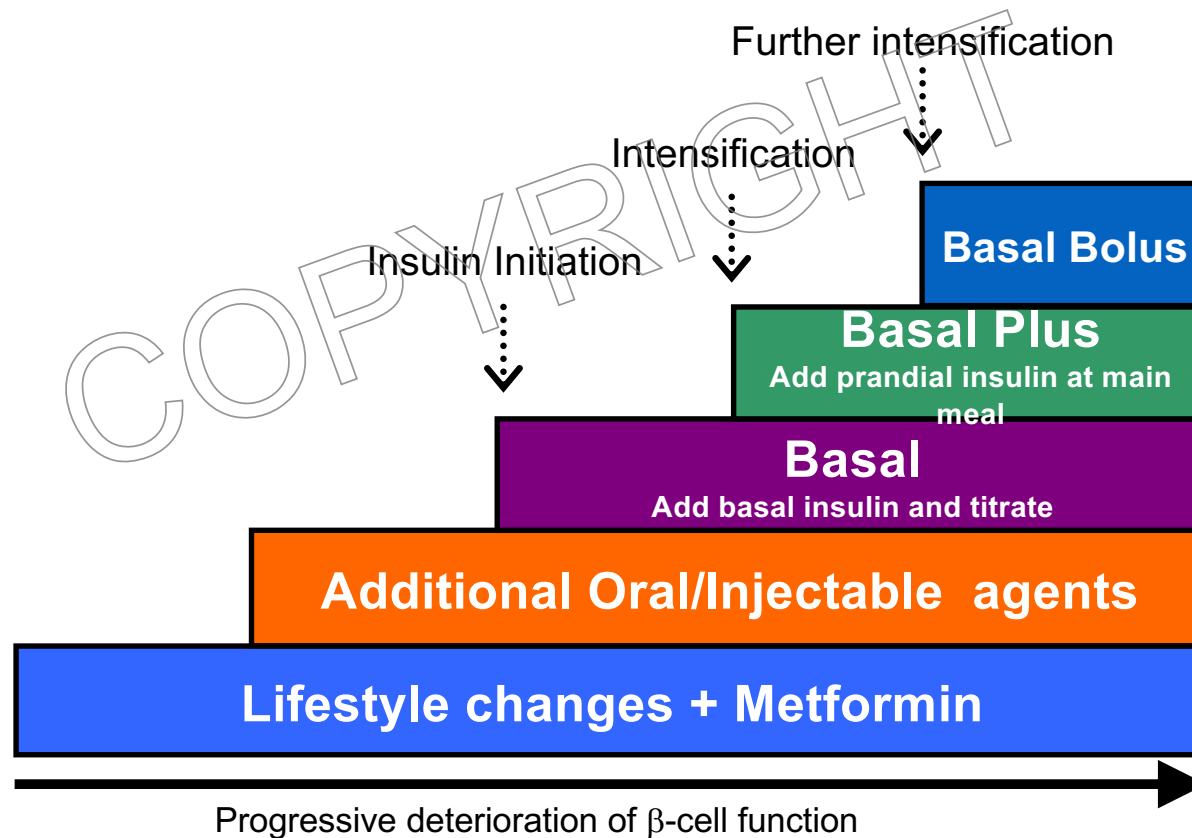 Further intensification
Intensification
Insulin Initiation
COPYRIGHT
Basal Bolus
Basal Plus
Add prandial insulin at main
meal
Basal
Add basal insulin and titrate
Additional Oral/Injectable  agents
Lifestyle changes + Metformin
Progressive deterioration of β-cell function